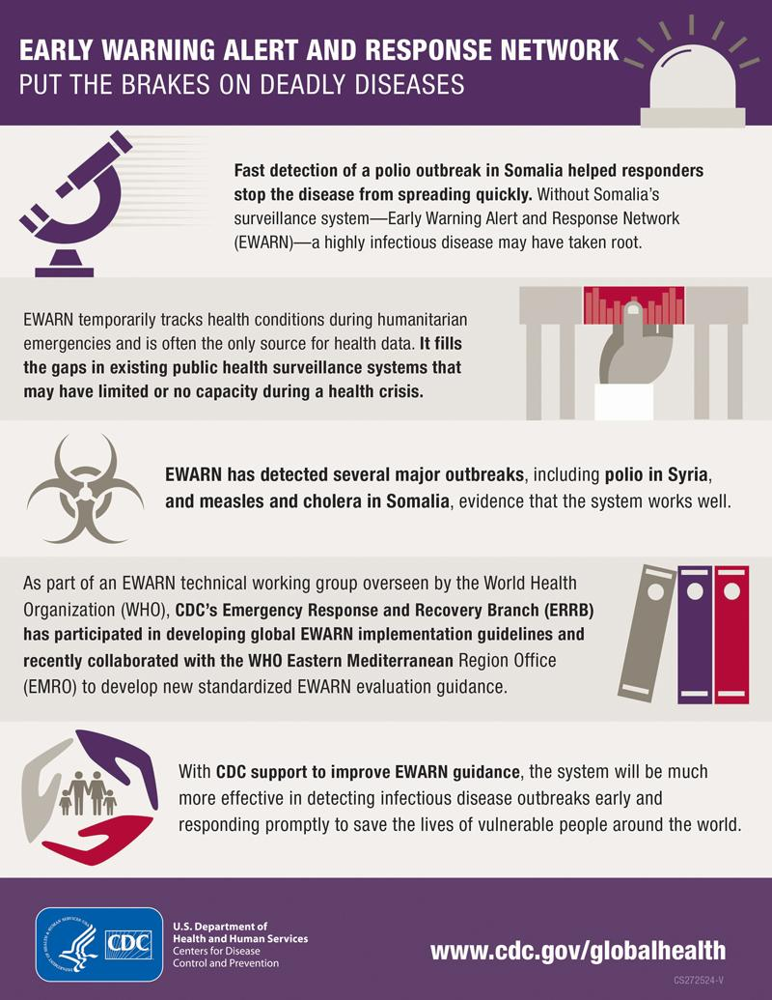 EARLY WARNING ALERT AND RESPONSE NETWORK
PUT THE BRAKES ON DEADLY DISEASES
Fast detection of a polio outbreak in Somalia helped responders
stop the disease from spreading quickly. Without Somalia's
surveillance system—Early Warning Alert and Response Network
(EWARN)—a highly infectious disease may have taken root.
EWARN temporarily tracks health conditions during humanitarian
emergencies and is often the only source for health data. It fills
the gaps in existing public health surveillance systems that
may have limited or no capacity during a health crisis.
EWARN has detected several major outbreaks, including polio in Syria,
and measles and cholera in Somalia, evidence that the system works well.
As part of an EWARN technical working group overseen by the World Health
Organization (WHO), CDC's Emergency Response and Recovery Branch (ERRB)
has participated in developing global EWARN implementation guidelines and
recently collaborated with the WHO Eastern Mediterranean Region Office
(EMRO) to develop new standardized EWARN evaluation guidance.
With CDC support to improve EWARN guidance, the system will be much
more effective in detecting infectious disease outbreaks early and
responding promptly to save the lives of vulnerable people around the world.
DEPARTMENT OF HEALTH & HUMAN SERVICES USA
CDC
U.S. Department of
Health and Human Services
Centers for Disease
Control and Prevention
www.cdc.gov/globalhealth
CS272524-V